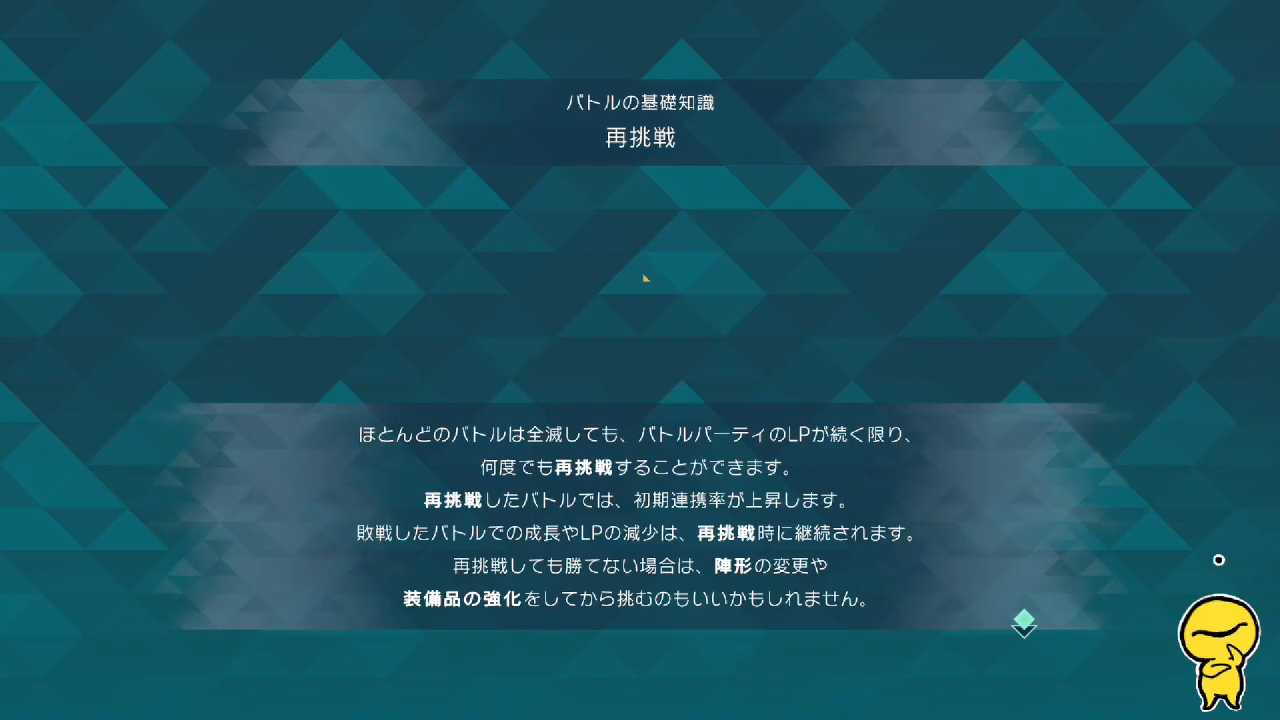 バトルの基礎知識
再挑戦
ほとんどのバトルは全滅しても、バトルパーティのLPが続く限り、
何度でも再挑戦することができます。
再挑戦したバトルでは、初期連携率が上昇します。
敗戦したバトルでの成長やLPの減少は、再挑戦時に継続されます。
再挑戦しても勝てない場合は、陣形の変更や
装備品の強化をしてから挑むのもいいかもしれません。